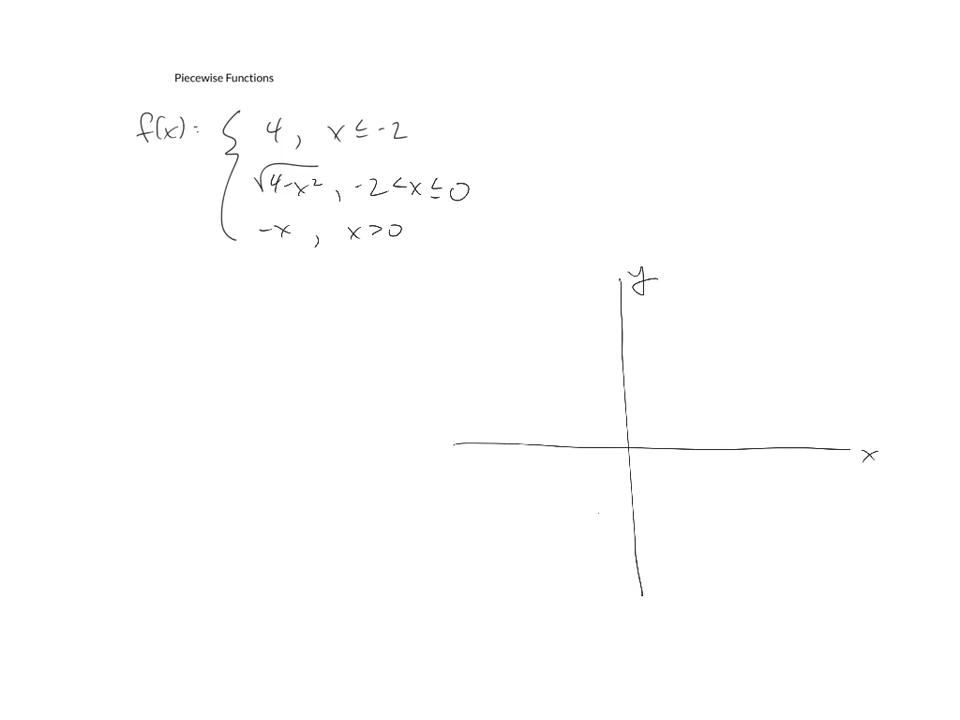 Piecewise Functions
f(x) = { 4, x ≤ -2
√4-x², -2 < x ≤ 0
-x, x > 0
y
x